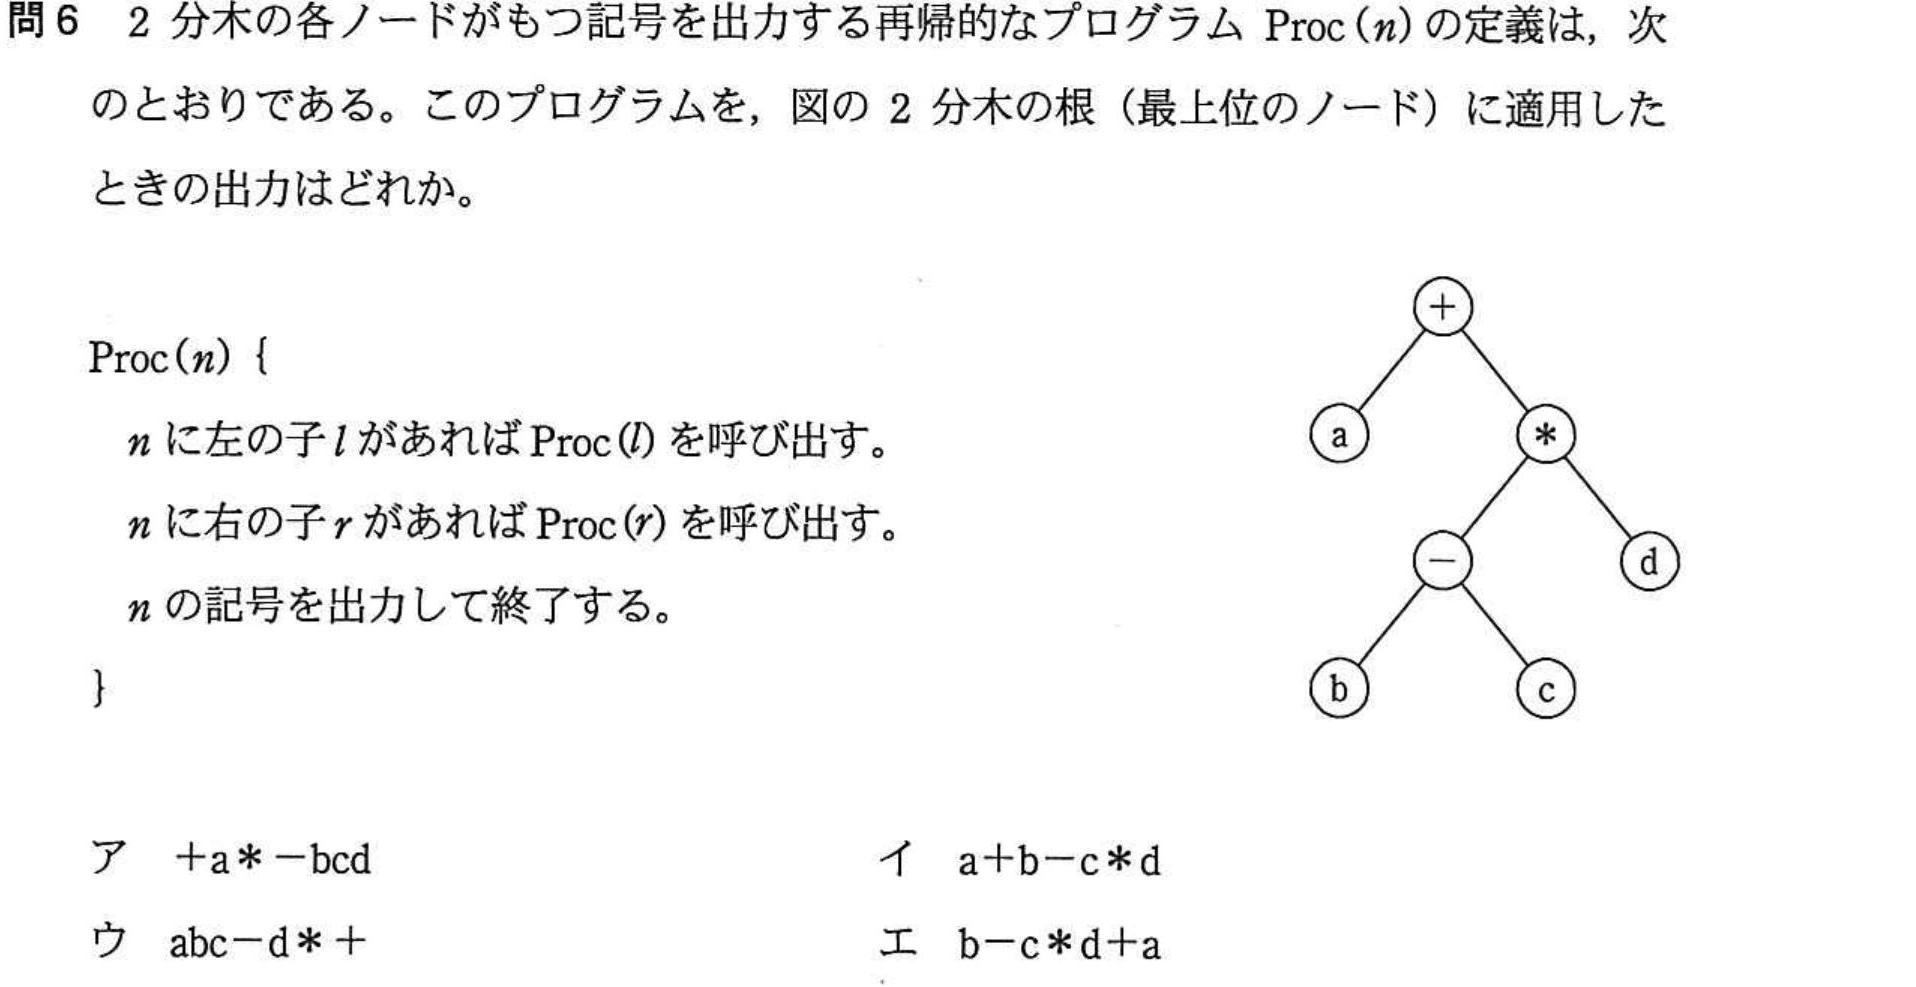 問6 2 分木の各ノードがもつ記号を出力する再帰的なプログラム Proc(n)の定義は，次
のとおりである。このプログラムを，図の 2 分木の根（最上位のノード）に適用した
ときの出力はどれか。
Proc(n) {
n に左の子 l があれば Proc(l) を呼び出す。
n に右の子 r があれば Proc(r) を呼び出す。
n の記号を出力して終了する。
}
+
a
*
−
d
b
c
ア +a*−bcd
イ a+b−c*d
ウ abc−d*+
エ b−c*d+a